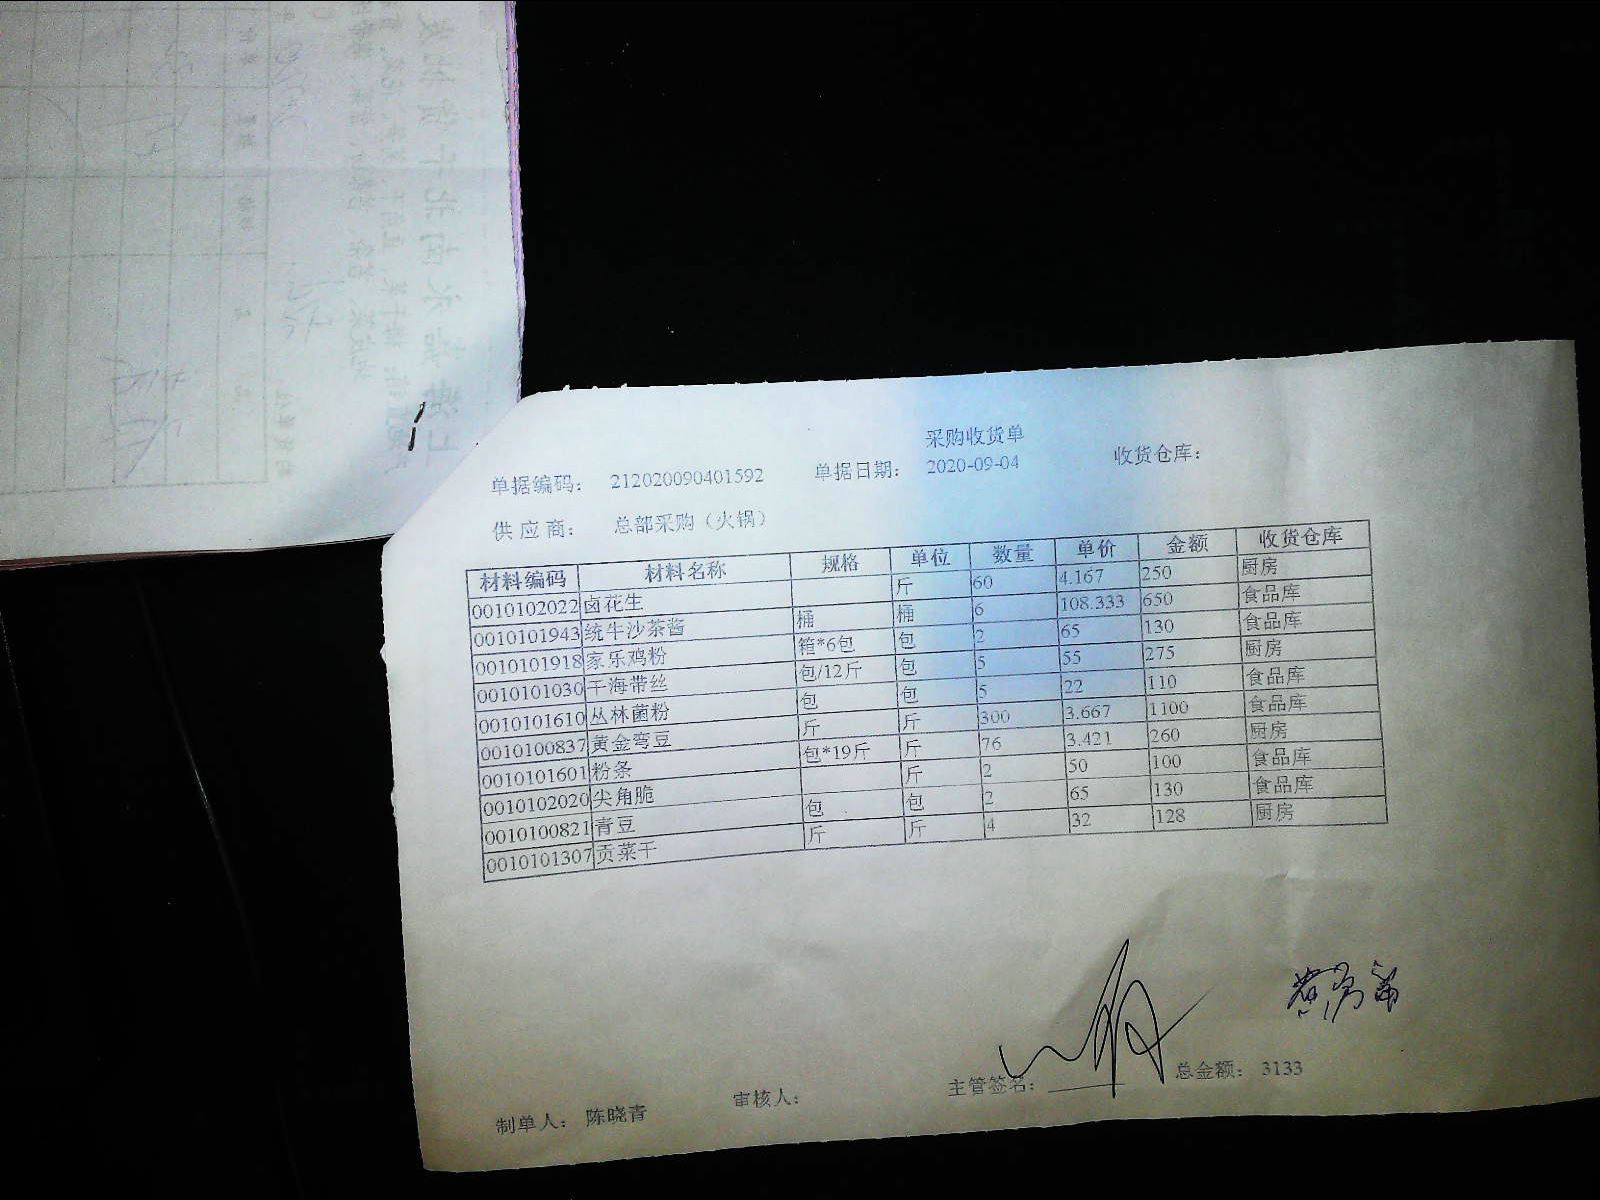 采购收货单
单据编码： 212020090401592 单据日期： 2020-09-04 收货仓库：
供 应 商： 总部采购（火锅）
材料编码 材料名称 规格 单位 数量 单价 金额 收货仓库
0010102022 卤花生 斤 60 4.167 250 厨房
0010101943 统牛沙茶酱 桶 桶 6 108.333 650 食品库
0010101918 家乐鸡粉 箱*6包 包 2 65 130 食品库
0010101030 干海带丝 包/12斤 包 5 55 275 厨房
0010101610 丛林菌粉 包 包 5 22 110 食品库
0010100837 黄金弯豆 斤 斤 300 3.667 1100 食品库
0010101601 粉条 包*19斤 斤 76 3.421 260 厨房
0010102020 尖角脆 斤 2 50 100 食品库
0010100821 青豆 包 包 2 65 130 食品库
0010101307 贡菜干 斤 斤 4 32 128 厨房
制单人： 陈晓青 审核人： 主管签名： 总金额： 3133